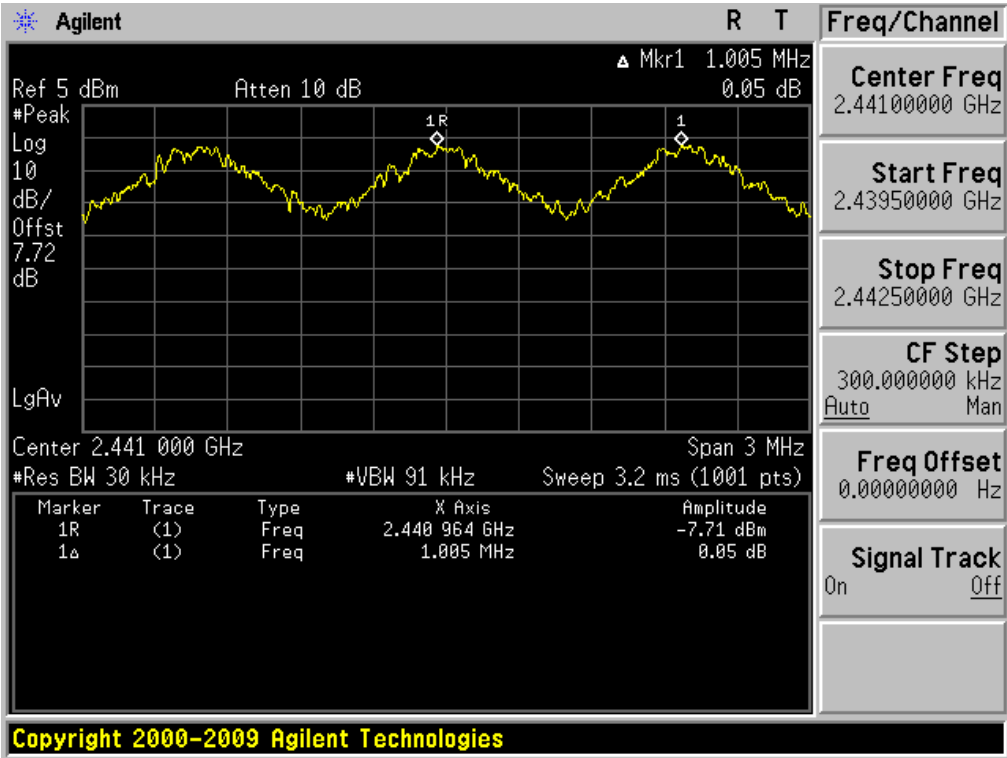 Agilent R T
Δ Mkr1 1.005 MHz
Ref 5 dBm Atten 10 dB 0.05 dB
#Peak
Log
10
dB/
Offst
7.72
dB
LgAv
1R 1
Center 2.441 000 GHz Span 3 MHz
#Res BW 30 kHz #VBW 91 kHz Sweep 3.2 ms (1001 pts)
Marker Trace Type X Axis Amplitude
1R (1) Freq 2.440 964 GHz -7.71 dBm
1Δ (1) Freq 1.005 MHz 0.05 dB
Freq/Channel
Center Freq
2.44100000 GHz
Start Freq
2.43950000 GHz
Stop Freq
2.44250000 GHz
CF Step
300.000000 kHz
Auto Man
Freq Offset
0.00000000 Hz
Signal Track
On Off
Copyright 2000-2009 Agilent Technologies